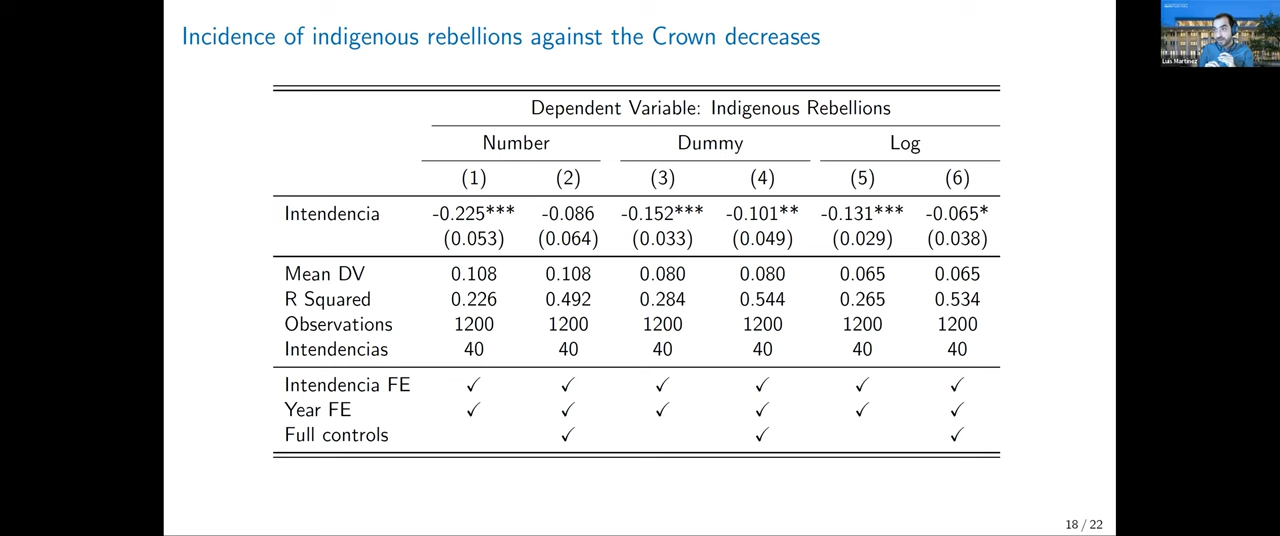 Incidence of indigenous rebellions against the Crown decreases
Luis Martinez
Dependent Variable: Indigenous Rebellions
Number Dummy Log
(1) (2) (3) (4) (5) (6)
Intendencia -0.225*** -0.086 -0.152*** -0.101** -0.131*** -0.065*
(0.053) (0.064) (0.033) (0.049) (0.029) (0.038)
Mean DV 0.108 0.108 0.080 0.080 0.065 0.065
R Squared 0.226 0.492 0.284 0.544 0.265 0.534
Observations 1200 1200 1200 1200 1200 1200
Intendencias 40 40 40 40 40 40
Intendencia FE ✓ ✓ ✓ ✓ ✓ ✓
Year FE ✓ ✓ ✓ ✓ ✓ ✓
Full controls ✓ ✓ ✓
18 / 22